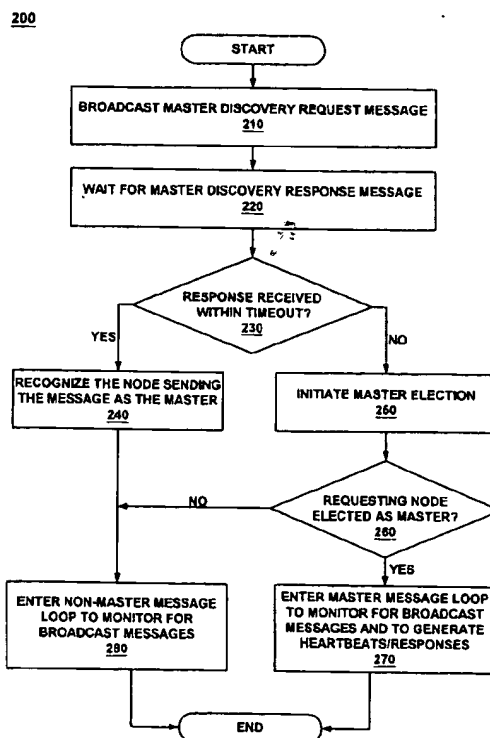 200
START
BROADCAST MASTER DISCOVERY REQUEST MESSAGE
210
WAIT FOR MASTER DISCOVERY RESPONSE MESSAGE
220
RESPONSE RECEIVED
WITHIN TIMEOUT?
230
YES
NO
RECOGNIZE THE NODE SENDING
THE MESSAGE AS THE MASTER
240
INITIATE MASTER ELECTION
250
REQUESTING NODE
ELECTED AS MASTER?
260
NO
YES
ENTER NON-MASTER MESSAGE
LOOP TO MONITOR FOR
BROADCAST MESSAGES
280
ENTER MASTER MESSAGE LOOP
TO MONITOR FOR BROADCAST
MESSAGES AND TO GENERATE
HEARTBEATS/RESPONSES
270
END